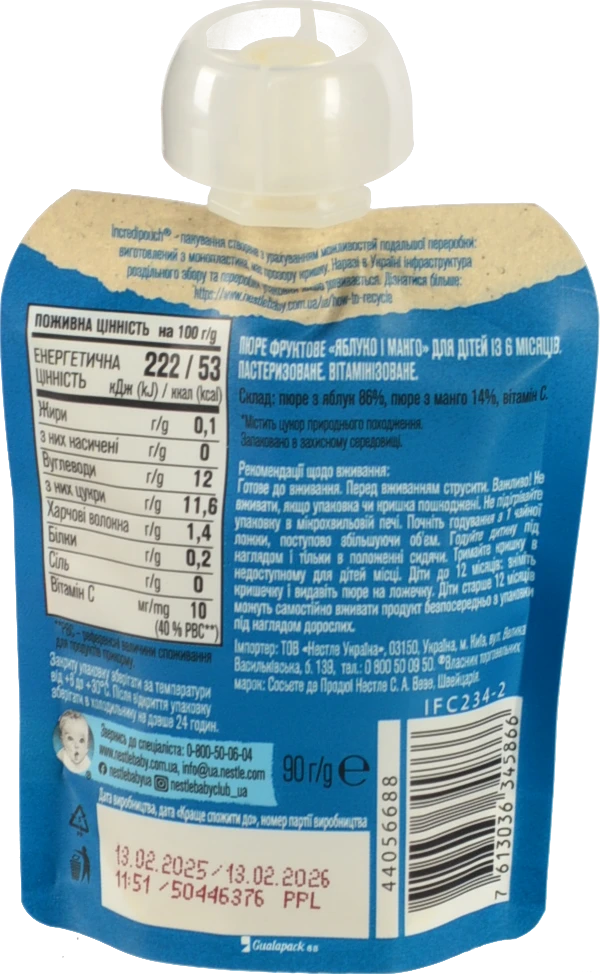 Incredipouch® - пакування створене з урахуванням можливостей подальшої переробки:
виготовлений з монопластика, має прозору кришку. Наразі в Україні інфраструктура
роздільного збору та переробки розвивається. Дізнатися більше:
https://www.nestlebaby.com.ua/how-to-recycle
ПОЖИВНА ЦІННІСТЬ на 100 г/g
ЕНЕРГЕТИЧНА ЦІННІСТЬ 222 / 53
кДж (kJ) / ккал (kcal)
Жири г/g 0,1
з них насичені г/g 0
Вуглеводи г/g 12
з них цукри г/g 11,6
Харчові волокна г/g 1,4
Білки г/g 0,2
Сіль г/g 0
Вітамін С мг/mg 10
(40 % РВС**)
**РВС - референсні величини споживання
для продуктів прикорму.
Закриту упаковку зберігати за температури
від +5 до +30°С. Після відкриття упаковку
зберігати в холодильнику не довше 24 годин.
ПЮРЕ ФРУКТОВЕ «ЯБЛУКО І МАНГО» ДЛЯ ДІТЕЙ ІЗ 6 МІСЯЦІВ.
ПАСТЕРИЗОВАНЕ. ВІТАМІНІЗОВАНЕ.
Склад: пюре з яблук 86%, пюре з манго 14%, вітамін С.
*Містить цукор природнього походження.
Запаковано в захисному середовищі.
Рекомендації щодо вживання:
Готове до вживання. Перед вживанням струсити. Важливо! Не
вживати, якщо упаковка чи кришка пошкоджені. Не підігрівайте
упаковку в мікрохвильовій печі. Почніть годування з 1 чайної
ложки, поступово збільшуючи об'єм. Годуйте дитину під
наглядом і тільки в положенні сидячи. Тримайте кришку в
недоступному для дітей місці. Діти до 12 місяців: зніміть
кришечку і видавіть пюре на ложечку. Діти старше 12 місяців
можуть самостійно вживати продукт безпосередньо з упаковки
під наглядом дорослих.
Імпортер: ТОВ «Нестле Україна», 03150, Україна, м. Київ, вул. Велика
Васильківська, б. 139, тел.: 0 800 50 09 50. ®Власник торговельних
марок: Сосьєте де Продюі Нестле С. А. Веве, Швейцарія.
IFC234-2
Зверніться до спеціаліста: 0-800-50-06-04
www.nestlebaby.com.ua, info@ua.nestle.com
nestlebabyua nestlebabyclub_ua
90 г/g ℮
Дата виробництва, дата «Краще спожити до», номер партії виробництва
13.02.2025/13.02.2026
11:51 /50446376 PPL
44056688
7 613036 345866
Gualapack